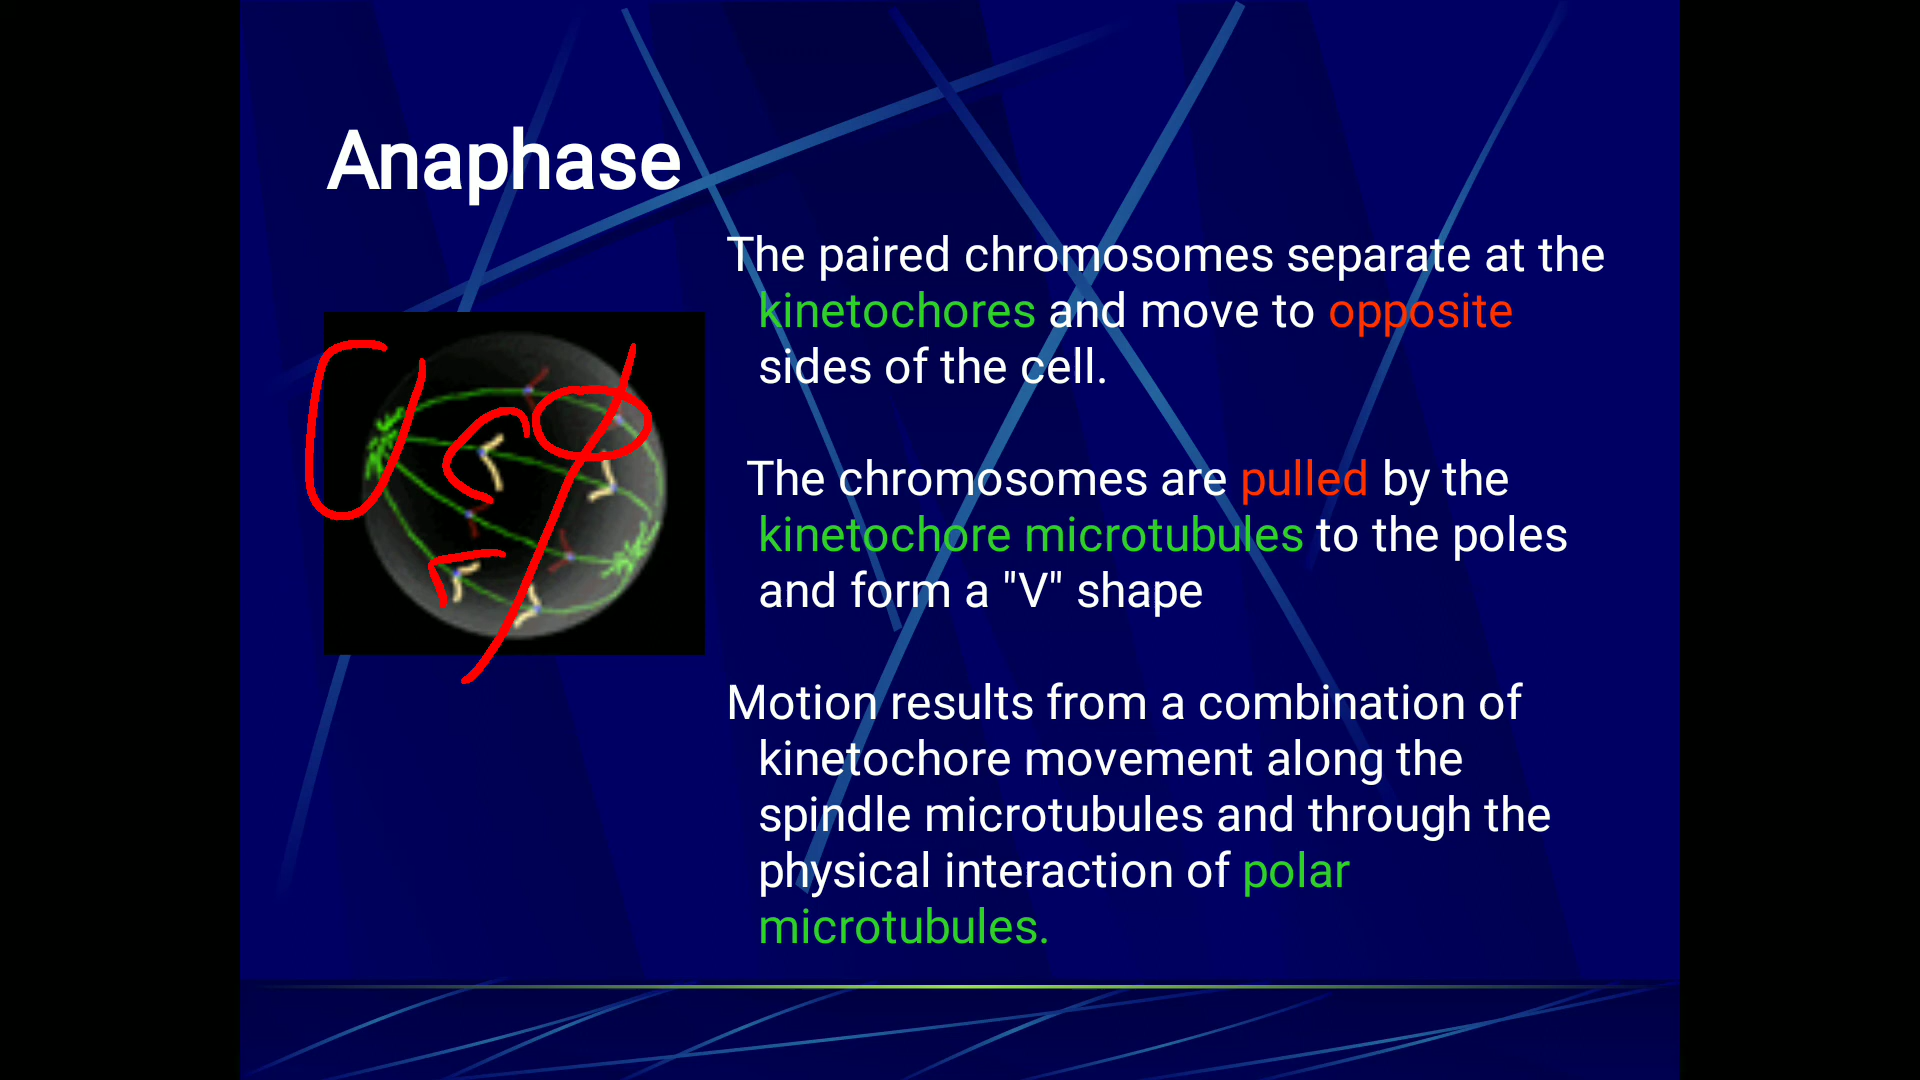 Anaphase
The paired chromosomes separate at the
kinetochores and move to opposite
sides of the cell.
The chromosomes are pulled by the
kinetochore microtubules to the poles
and form a "V" shape
Motion results from a combination of
kinetochore movement along the
spindle microtubules and through the
physical interaction of polar
microtubules.